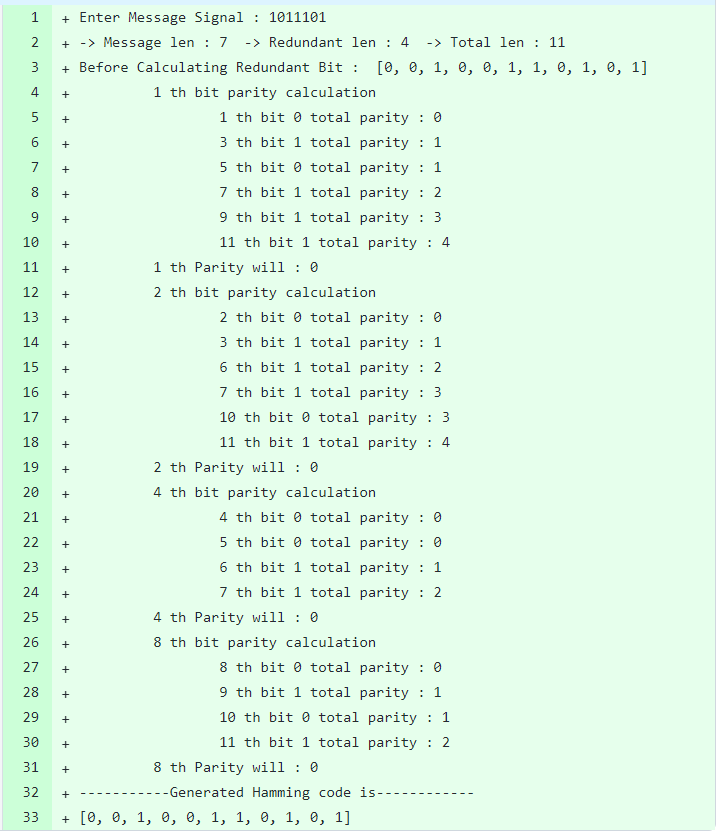 1 + Enter Message Signal : 1011101
2 + -> Message len : 7 -> Redundant len : 4 -> Total len : 11
3 + Before Calculating Redundant Bit : [0, 0, 1, 0, 0, 1, 1, 0, 1, 0, 1]
4 + 1 th bit parity calculation
5 + 1 th bit 0 total parity : 0
6 + 3 th bit 1 total parity : 1
7 + 5 th bit 0 total parity : 1
8 + 7 th bit 1 total parity : 2
9 + 9 th bit 1 total parity : 3
10 + 11 th bit 1 total parity : 4
11 + 1 th Parity will : 0
12 + 2 th bit parity calculation
13 + 2 th bit 0 total parity : 0
14 + 3 th bit 1 total parity : 1
15 + 6 th bit 1 total parity : 2
16 + 7 th bit 1 total parity : 3
17 + 10 th bit 0 total parity : 3
18 + 11 th bit 1 total parity : 4
19 + 2 th Parity will : 0
20 + 4 th bit parity calculation
21 + 4 th bit 0 total parity : 0
22 + 5 th bit 0 total parity : 0
23 + 6 th bit 1 total parity : 1
24 + 7 th bit 1 total parity : 2
25 + 4 th Parity will : 0
26 + 8 th bit parity calculation
27 + 8 th bit 0 total parity : 0
28 + 9 th bit 1 total parity : 1
29 + 10 th bit 0 total parity : 1
30 + 11 th bit 1 total parity : 2
31 + 8 th Parity will : 0
32 + -----------Generated Hamming code is------------
33 + [0, 0, 1, 0, 0, 1, 1, 0, 1, 0, 1]